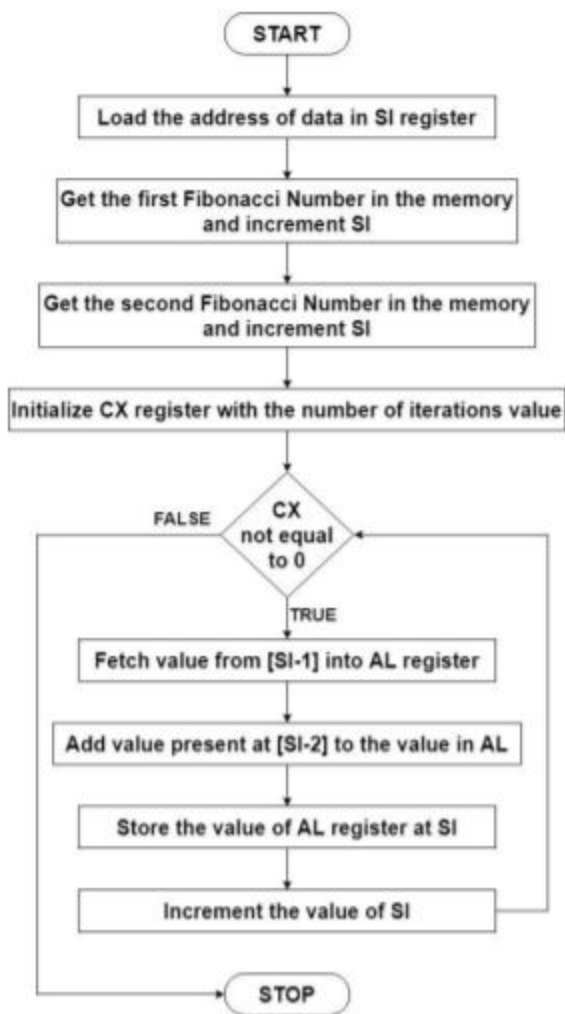 START
Load the address of data in SI register
Get the first Fibonacci Number in the memory
and increment SI
Get the second Fibonacci Number in the memory
and increment SI
Initialize CX register with the number of iterations value
CX
not equal
to 0
FALSE
TRUE
Fetch value from [SI-1] into AL register
Add value present at [SI-2] to the value in AL
Store the value of AL register at SI
Increment the value of SI
STOP